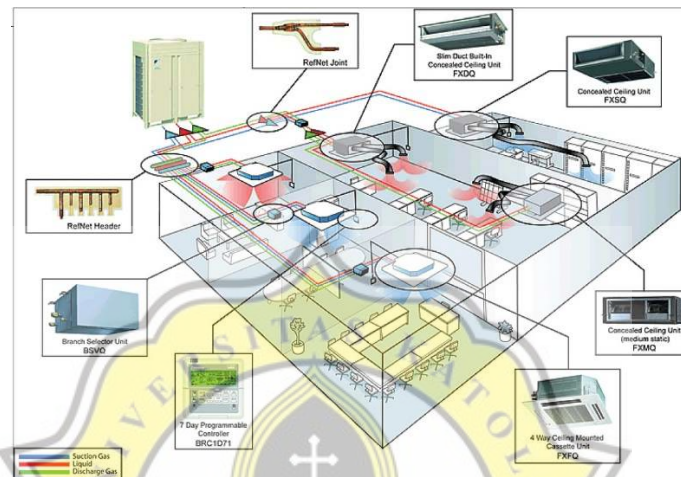 RefNet Joint
Slim Duct Built-In
Concealed Ceiling Unit
FXDQ
Concealed Ceiling Unit
FXSQ
RefNet Header
Branch Selector Unit
BSVQ
7 Day Programmable
Controller
BRC1D71
Concealed Ceiling Unit
(medium static)
FXMQ
4 Way Ceiling Mounted
Cassette Unit
FXFQ
Suction Gas
Liquid
Discharge Gas